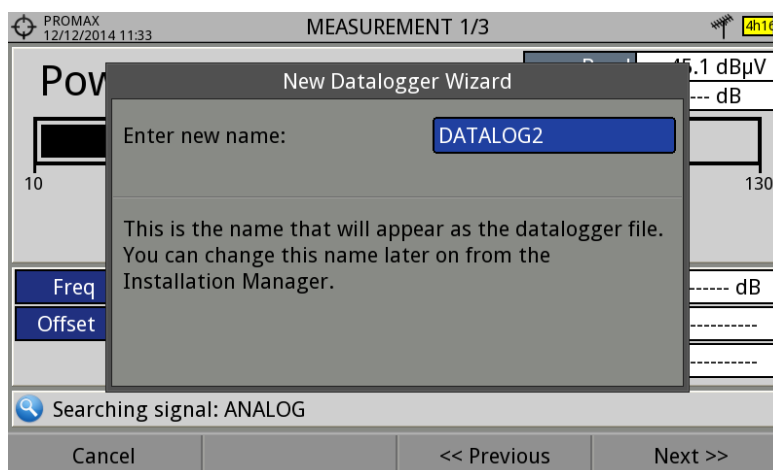 PROMAX
12/12/2014 11:33
MEASUREMENT 1/3
4h16
Pow
.1 dBµV
--- dB
New Datalogger Wizard
Enter new name:
DATALOG2
10
130
This is the name that will appear as the datalogger file.
You can change this name later on from the
Installation Manager.
Freq
------ dB
Offset
----------
----------
Searching signal: ANALOG
Cancel
<< Previous
Next >>